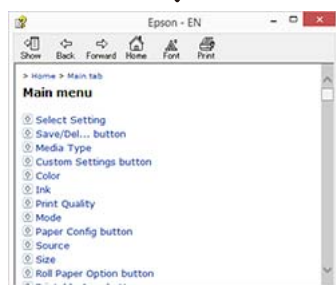 Epson - EN
Show Back Forward Home Font Print
> Home > Main tab
Main menu
Select Setting
Save/Del... button
Media Type
Custom Settings button
Color
Ink
Print Quality
Mode
Paper Config button
Source
Size
Roll Paper Option button